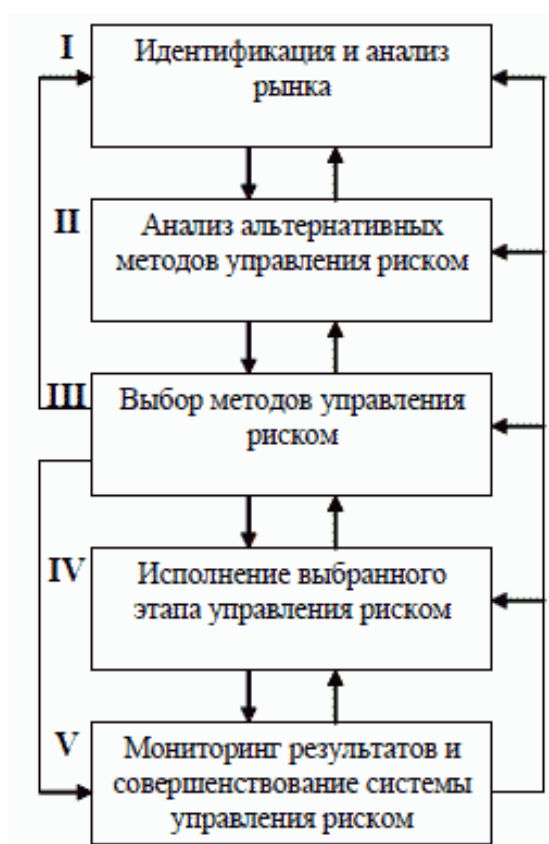 I
Идентификация и анализ
рынка
II
Анализ альтернативных
методов управления риском
III
Выбор методов управления
риском
IV
Исполнение выбранного
этапа управления риском
V
Мониторинг результатов и
совершенствование системы
управления риском